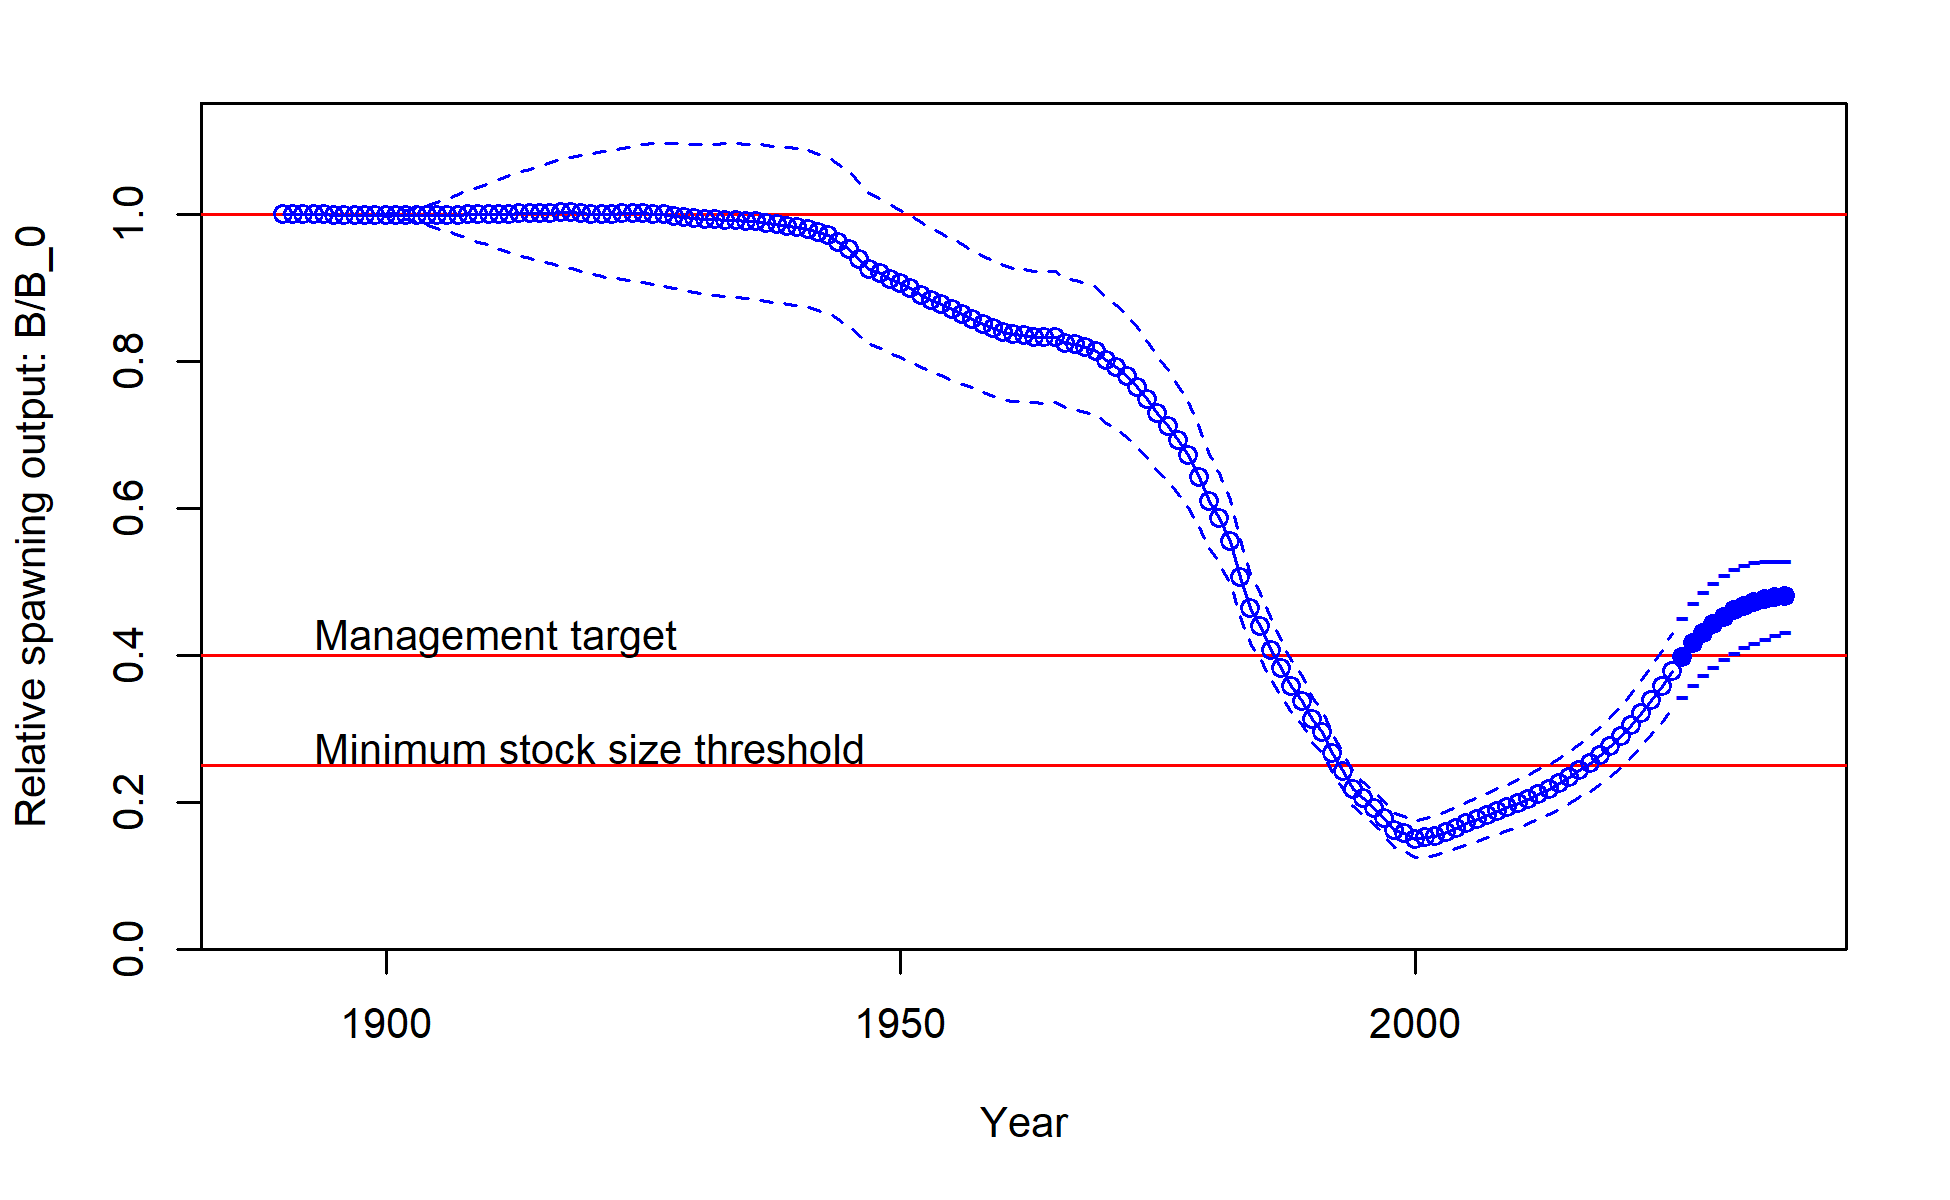 Relative spawning output: B/B_0
1.0
0.8
0.6
0.4
0.2
0.0
Management target
Minimum stock size threshold
1900 1950 2000
Year